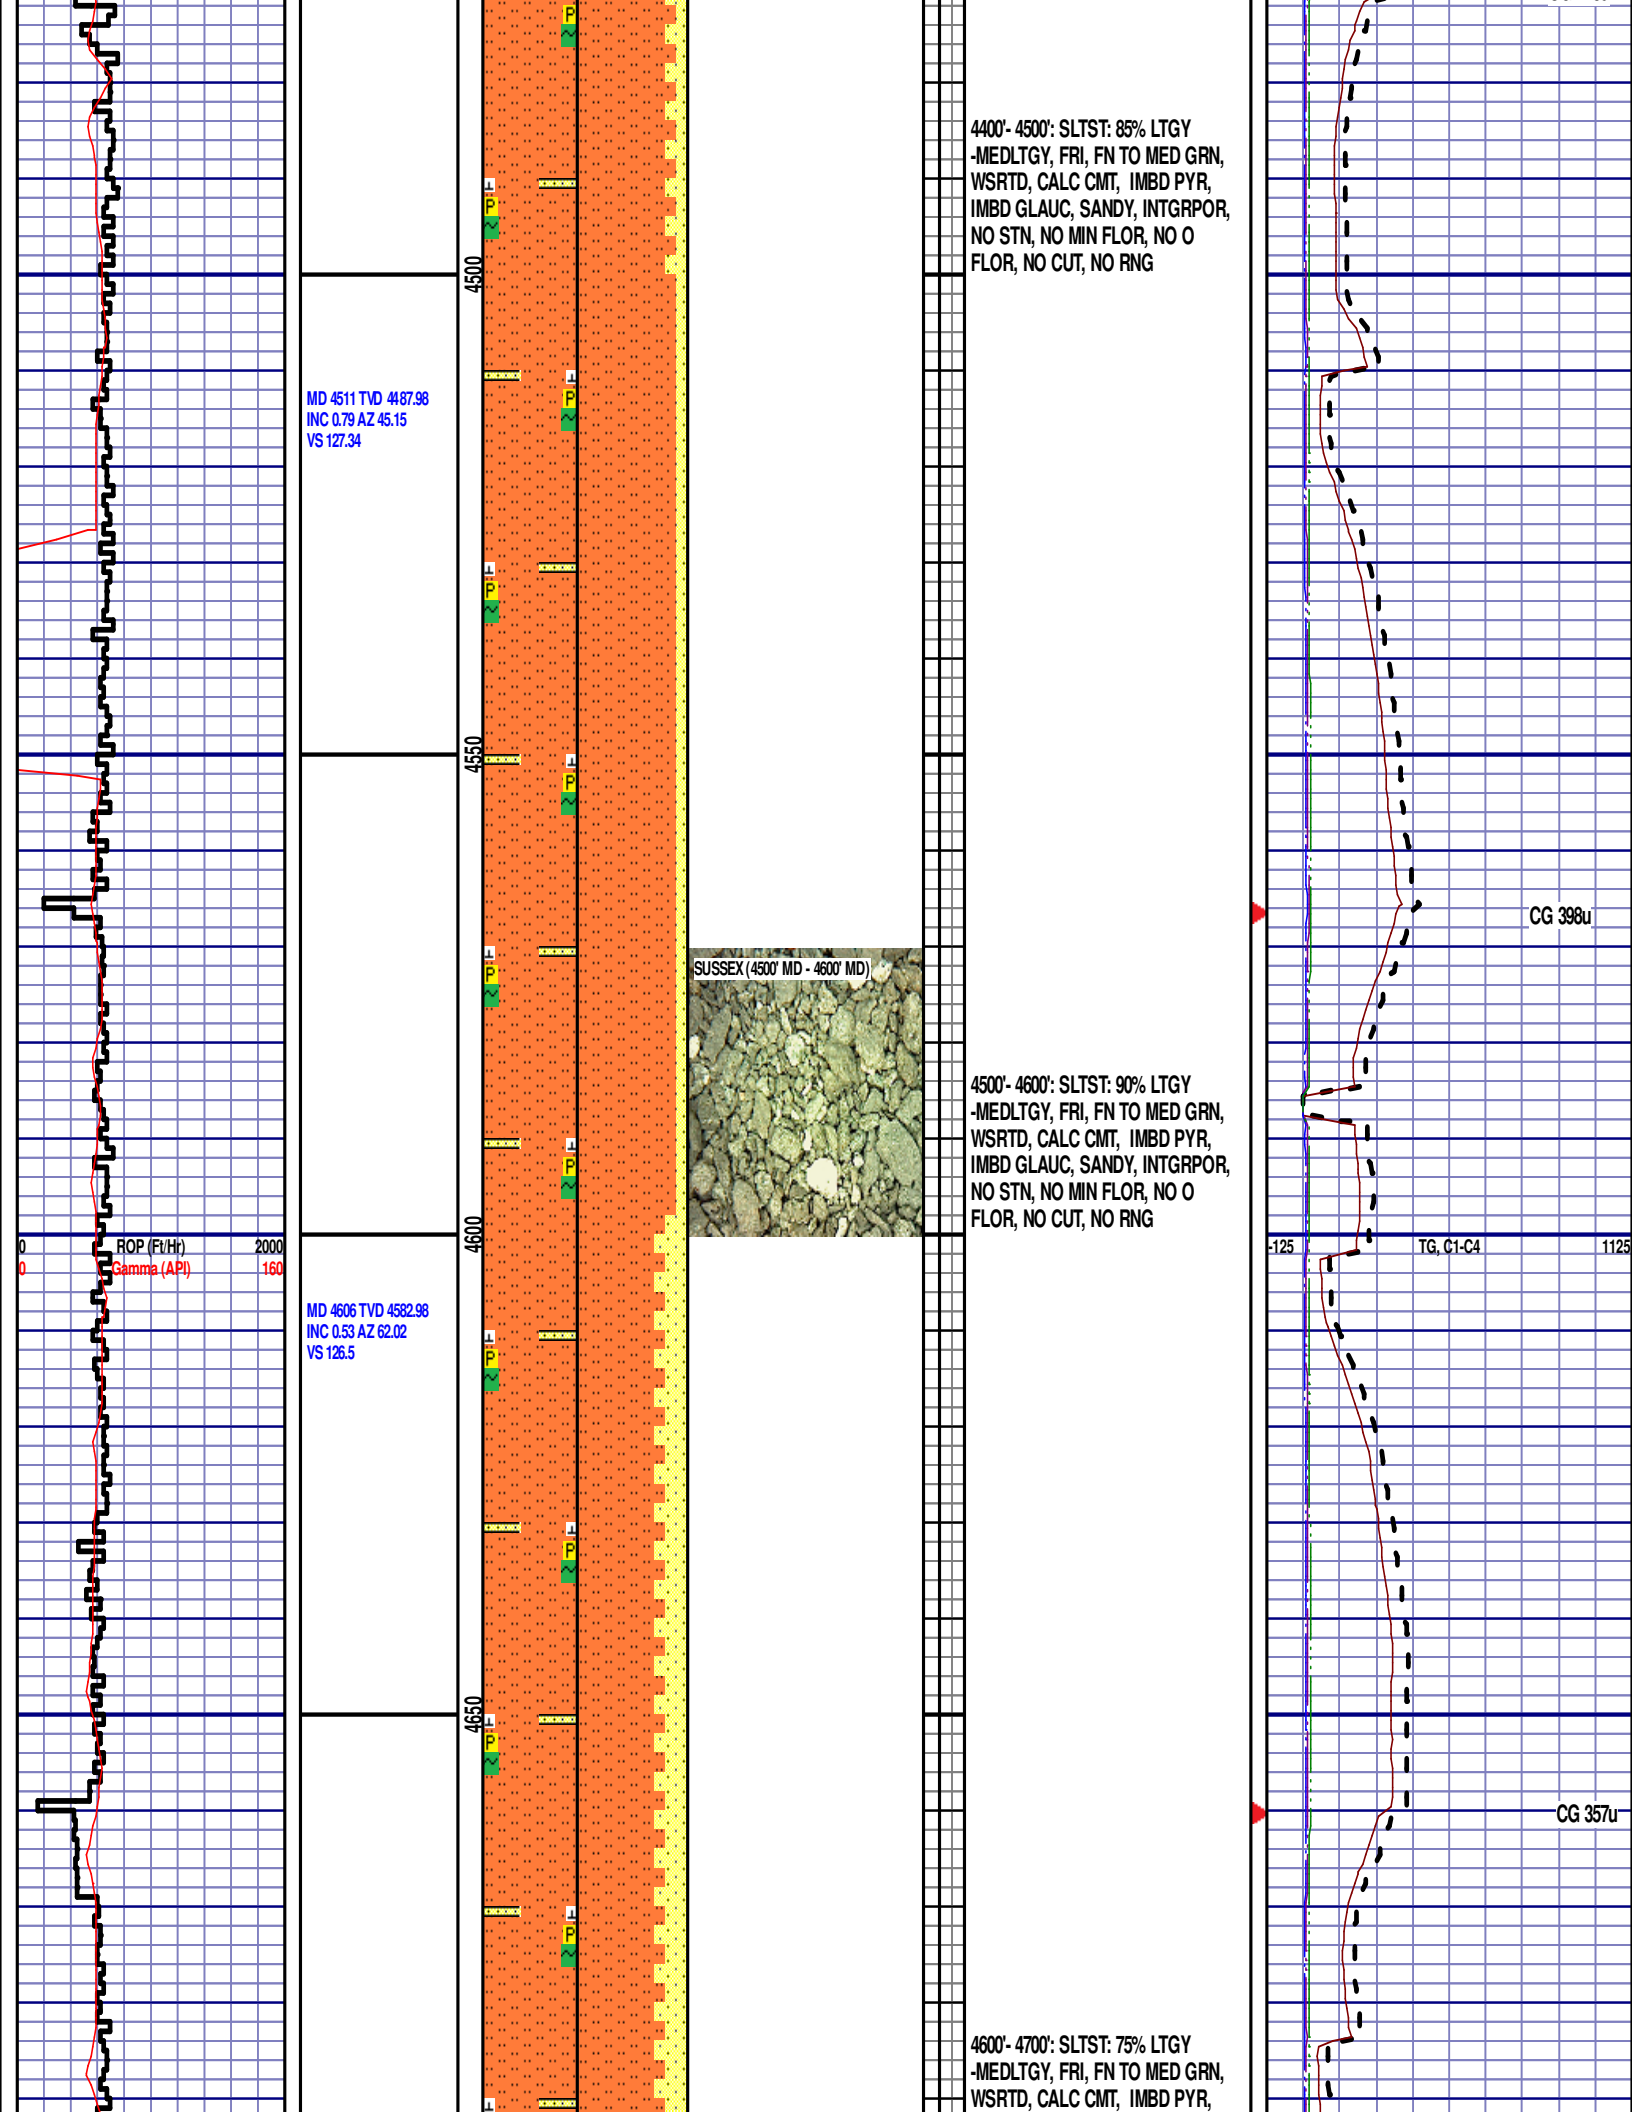 4400'- 4500': SLTST: 85% LTGY
-MEDLTGY, FRI, FN TO MED GRN,
WSRTD, CALC CMT, IMBD PYR,
IMBD GLAUC, SANDY, INTGRPOR,
NO STN, NO MIN FLOR, NO O
FLOR, NO CUT, NO RNG
P
P
4500
MD 4511 TVD 4487.98
INC 0.79 AZ 45.15
VS 127.34
P
P
4550
P
CG 398u
SUSSEX (4500' MD - 4600' MD)
P
4500'- 4600': SLTST: 90% LTGY
-MEDLTGY, FRI, FN TO MED GRN,
WSRTD, CALC CMT, IMBD PYR,
IMBD GLAUC, SANDY, INTGRPOR,
NO STN, NO MIN FLOR, NO O
FLOR, NO CUT, NO RNG
P
4600
0 ROP (Ft/Hr) 2000
0 Gamma (API) 160
-125 TG, C1-C4 1125
MD 4606 TVD 4582.98
INC 0.53 AZ 62.02
VS 126.5
P
P
4650
P
CG 357u
P
4600'- 4700': SLTST: 75% LTGY
-MEDLTGY, FRI, FN TO MED GRN,
WSRTD, CALC CMT, IMBD PYR,